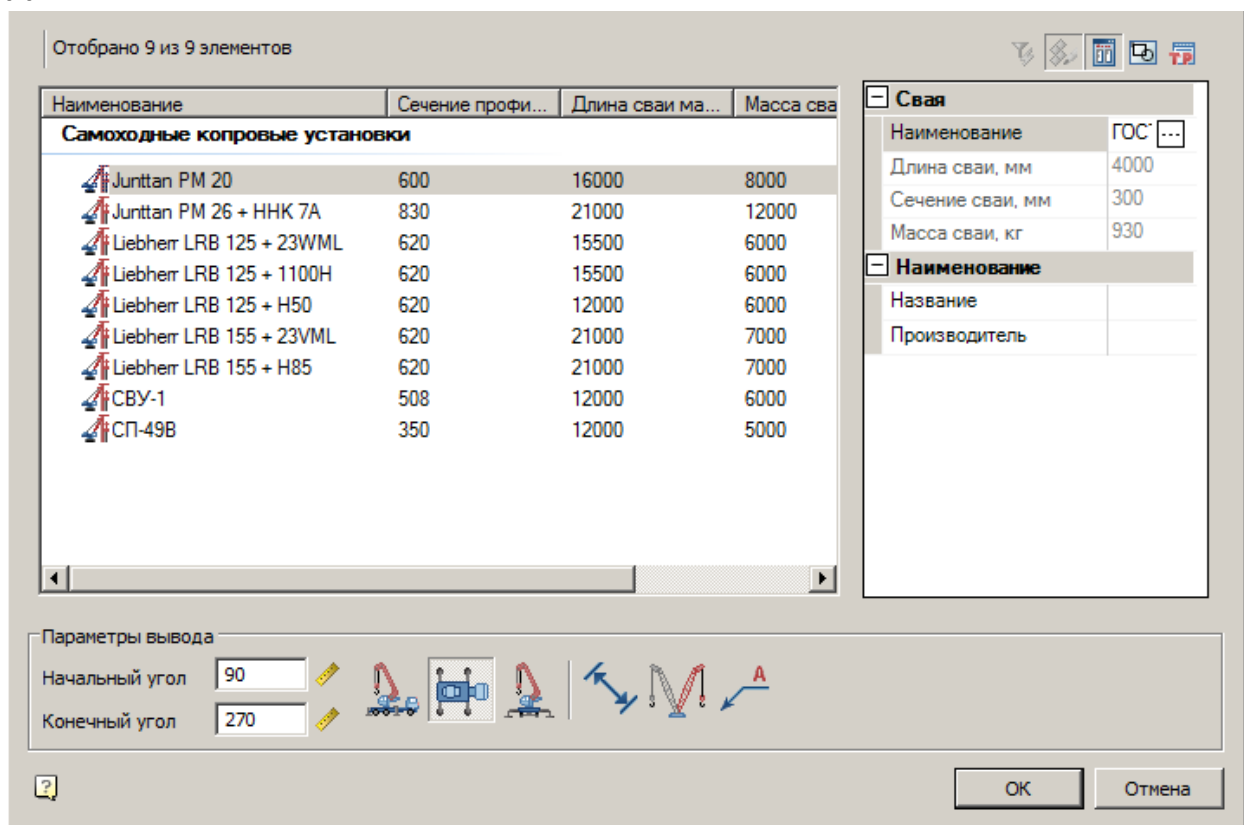 Отобрано 9 из 9 элементов
ТР
Наименование Сечение профи... Длина сваи ма... Масса сва
Самоходные копровые установки
Junttan PM 20 600 16000 8000
Junttan PM 26 + HHK 7A 830 21000 12000
Liebherr LRB 125 + 23WML 620 15500 6000
Liebherr LRB 125 + 1100H 620 15500 6000
Liebherr LRB 125 + H50 620 12000 6000
Liebherr LRB 155 + 23VML 620 21000 7000
Liebherr LRB 155 + H85 620 21000 7000
СВУ-1 508 12000 6000
СП-49В 350 12000 5000
Свая
Наименование ГОСТ ...
Длина сваи, мм 4000
Сечение сваи, мм 300
Масса сваи, кг 930
Наименование
Название
Производитель
Параметры вывода
Начальный угол 90
Конечный угол 270
A
?
OK Отмена